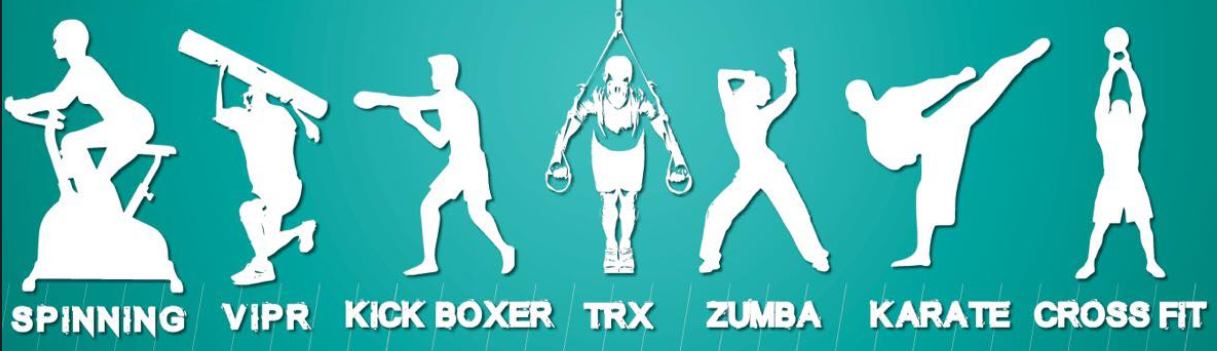 SPINNING VIPR KICK BOXER TRX ZUMBA KARATE CROSS FIT